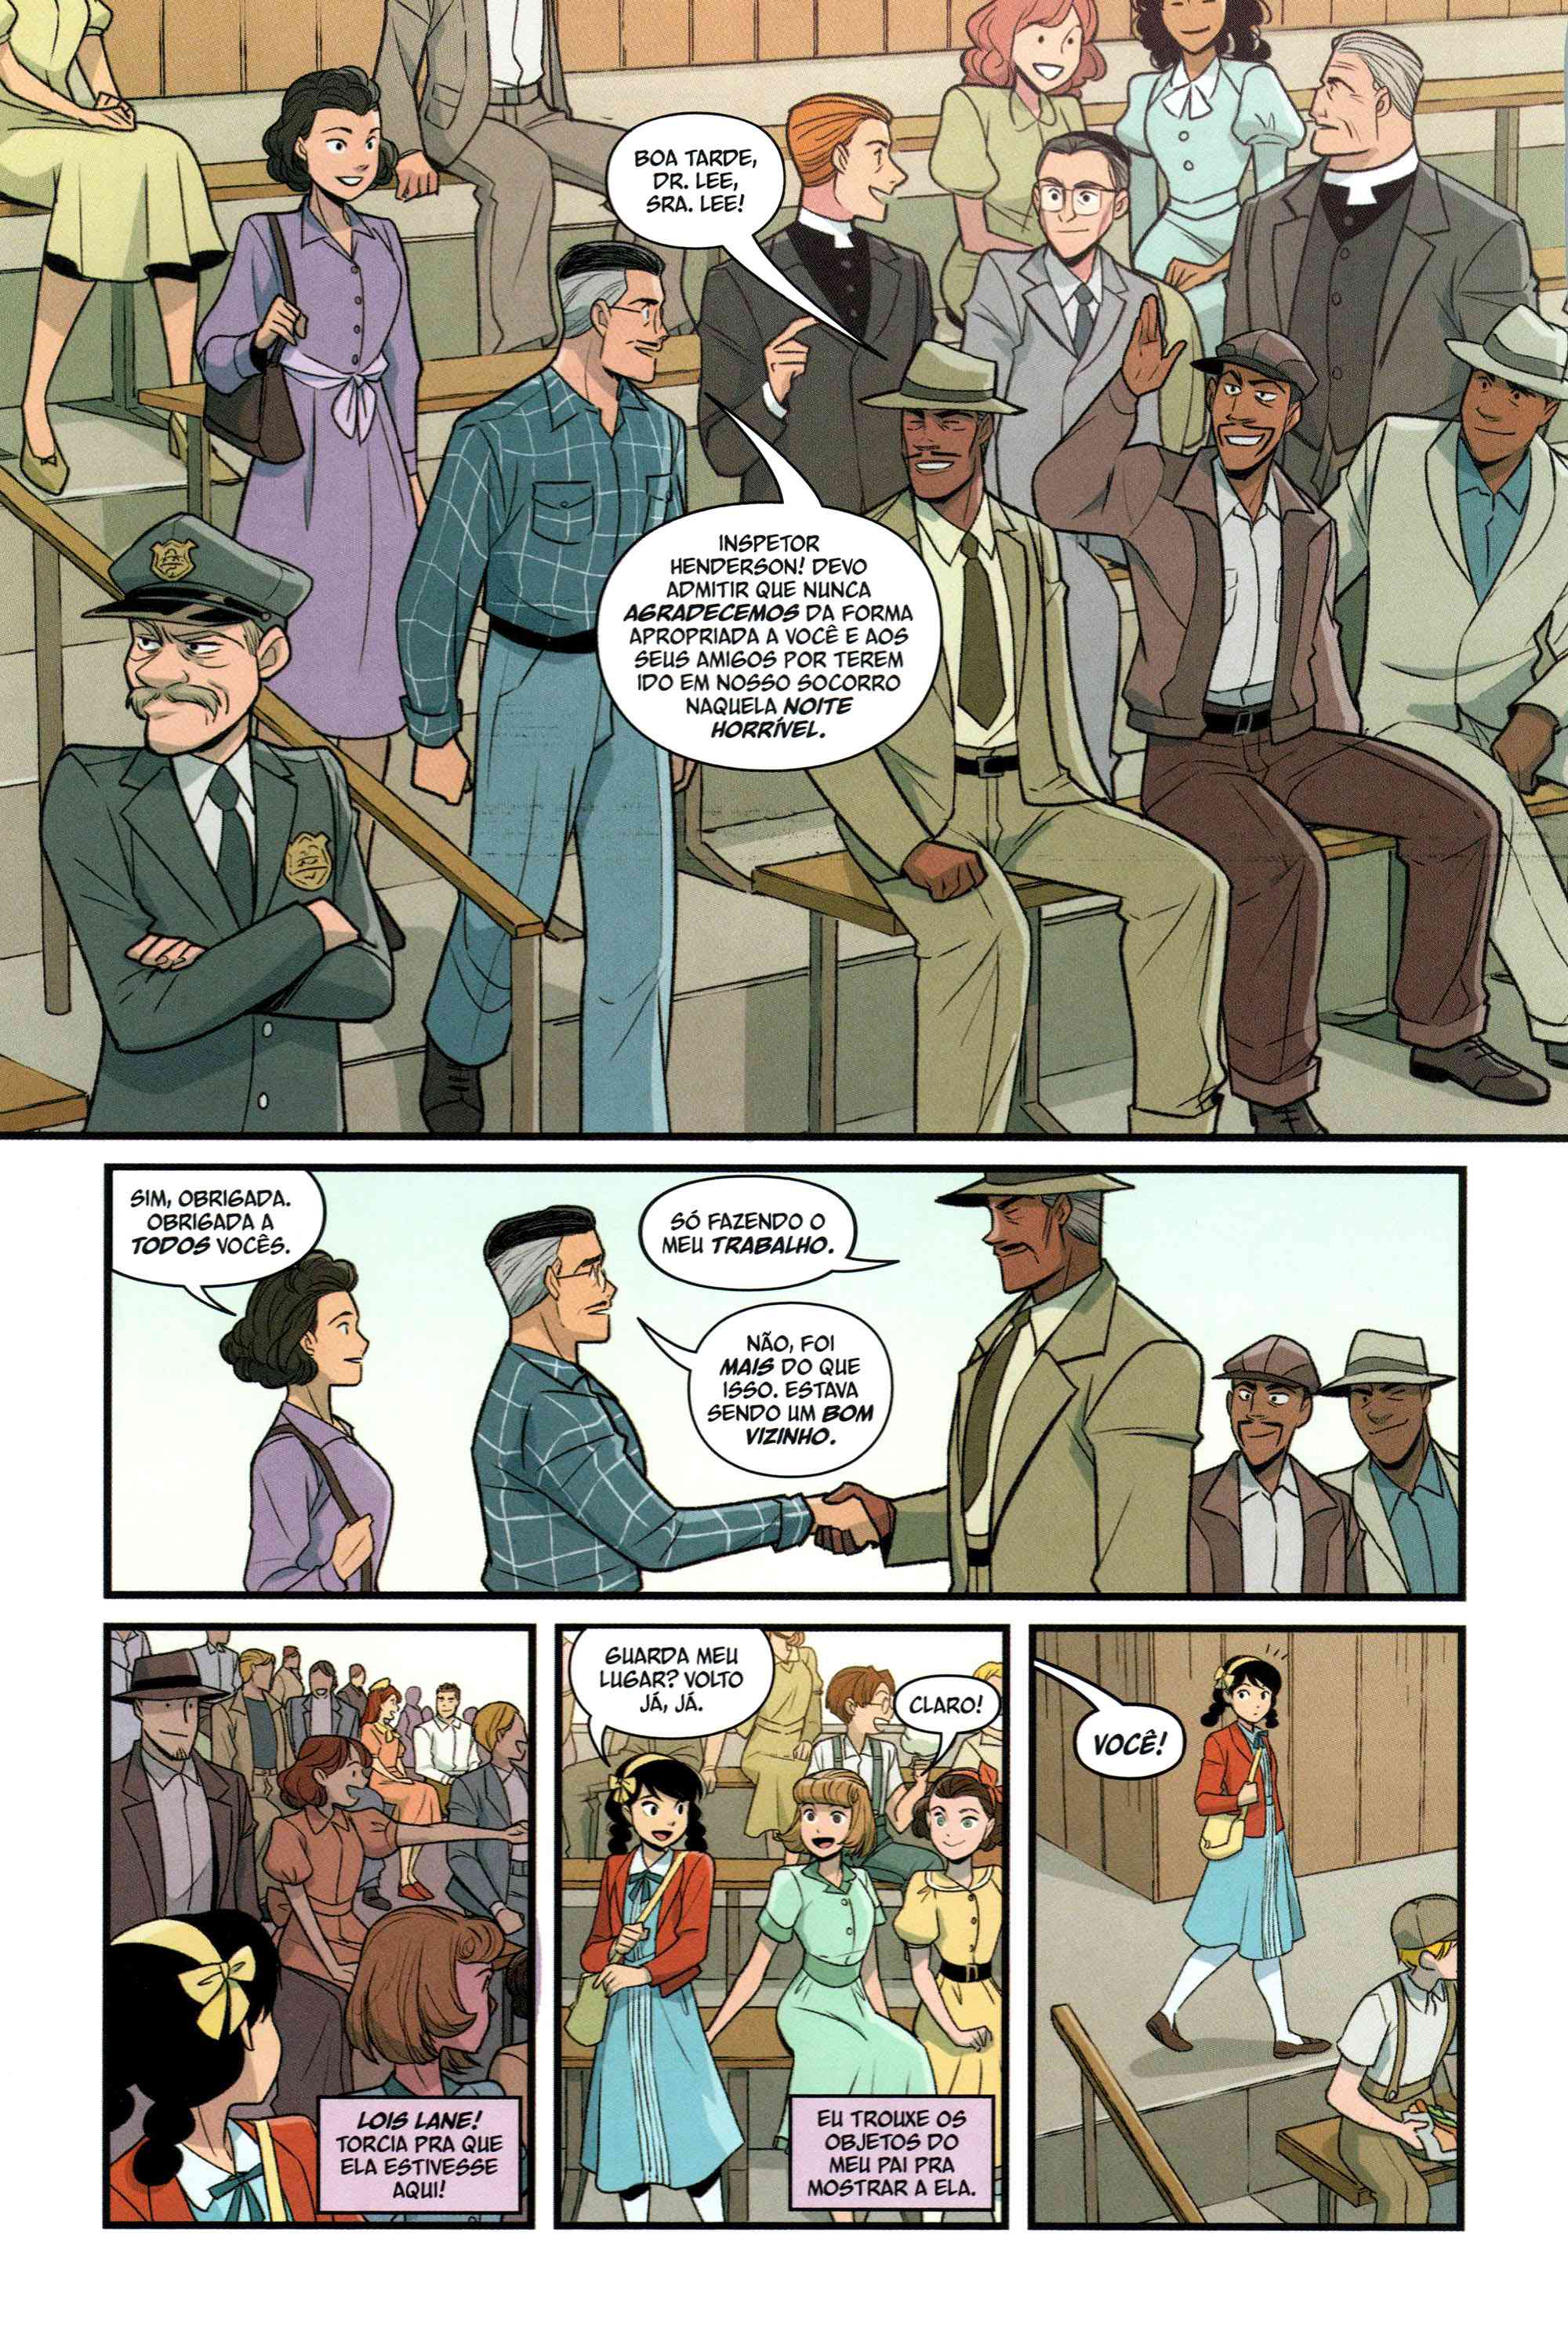 BOA TARDE,
DR. LEE,
SRA. LEE!
INSPETOR
HENDERSON! DEVO
ADMITIR QUE NUNCA
AGRADECEMOS DA FORMA
APROPRIADA A VOCÊ E AOS
SEUS AMIGOS POR TEREM
IDO EM NOSSO SOCORRO
NAQUELA NOITE
HORRÍVEL.
SIM, OBRIGADA.
OBRIGADA A
TODOS VOCÊS.
SÓ FAZENDO O
MEU TRABALHO.
NÃO, FOI
MAIS DO QUE
ISSO. ESTAVA
SENDO UM BOM
VIZINHO.
LOIS LANE!
TORCIA PRA QUE
ELA ESTIVESSE
AQUI!
GUARDA MEU
LUGAR? VOLTO
JÁ, JÁ.
CLARO!
EU TROUXE OS
OBJETOS DO
MEU PAI PRA
MOSTRAR A ELA.
VOCÊ!